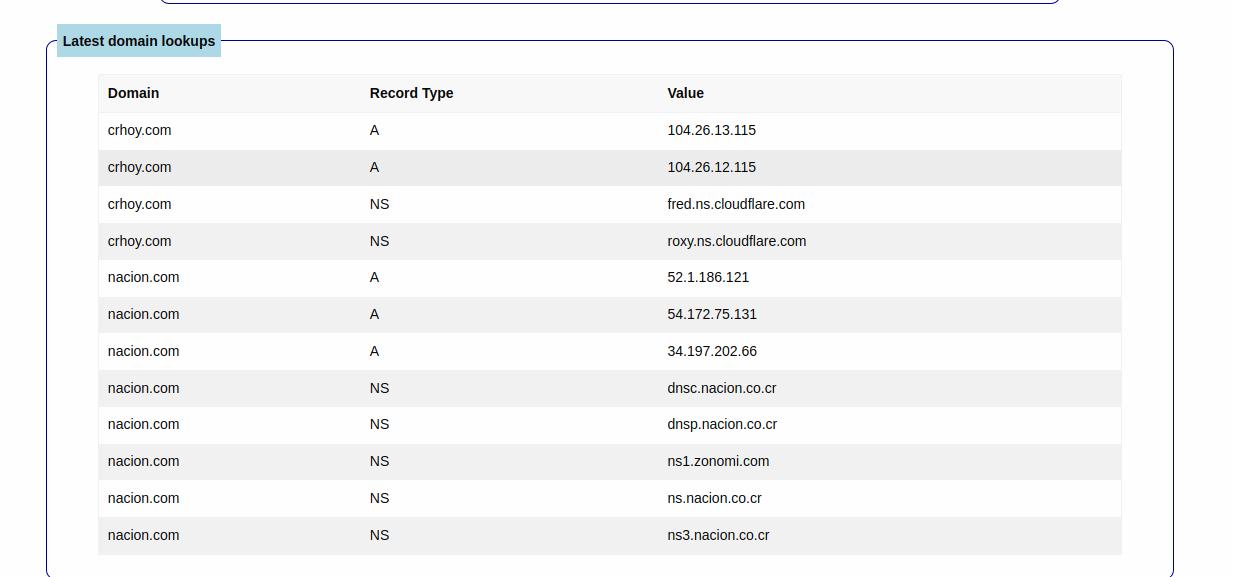 Latest domain lookups
Domain Record Type Value
crhoy.com A 104.26.13.115
crhoy.com A 104.26.12.115
crhoy.com NS fred.ns.cloudflare.com
crhoy.com NS roxy.ns.cloudflare.com
nacion.com A 52.1.186.121
nacion.com A 54.172.75.131
nacion.com A 34.197.202.66
nacion.com NS dnsc.nacion.co.cr
nacion.com NS dnsp.nacion.co.cr
nacion.com NS ns1.zonomi.com
nacion.com NS ns.nacion.co.cr
nacion.com NS ns3.nacion.co.cr